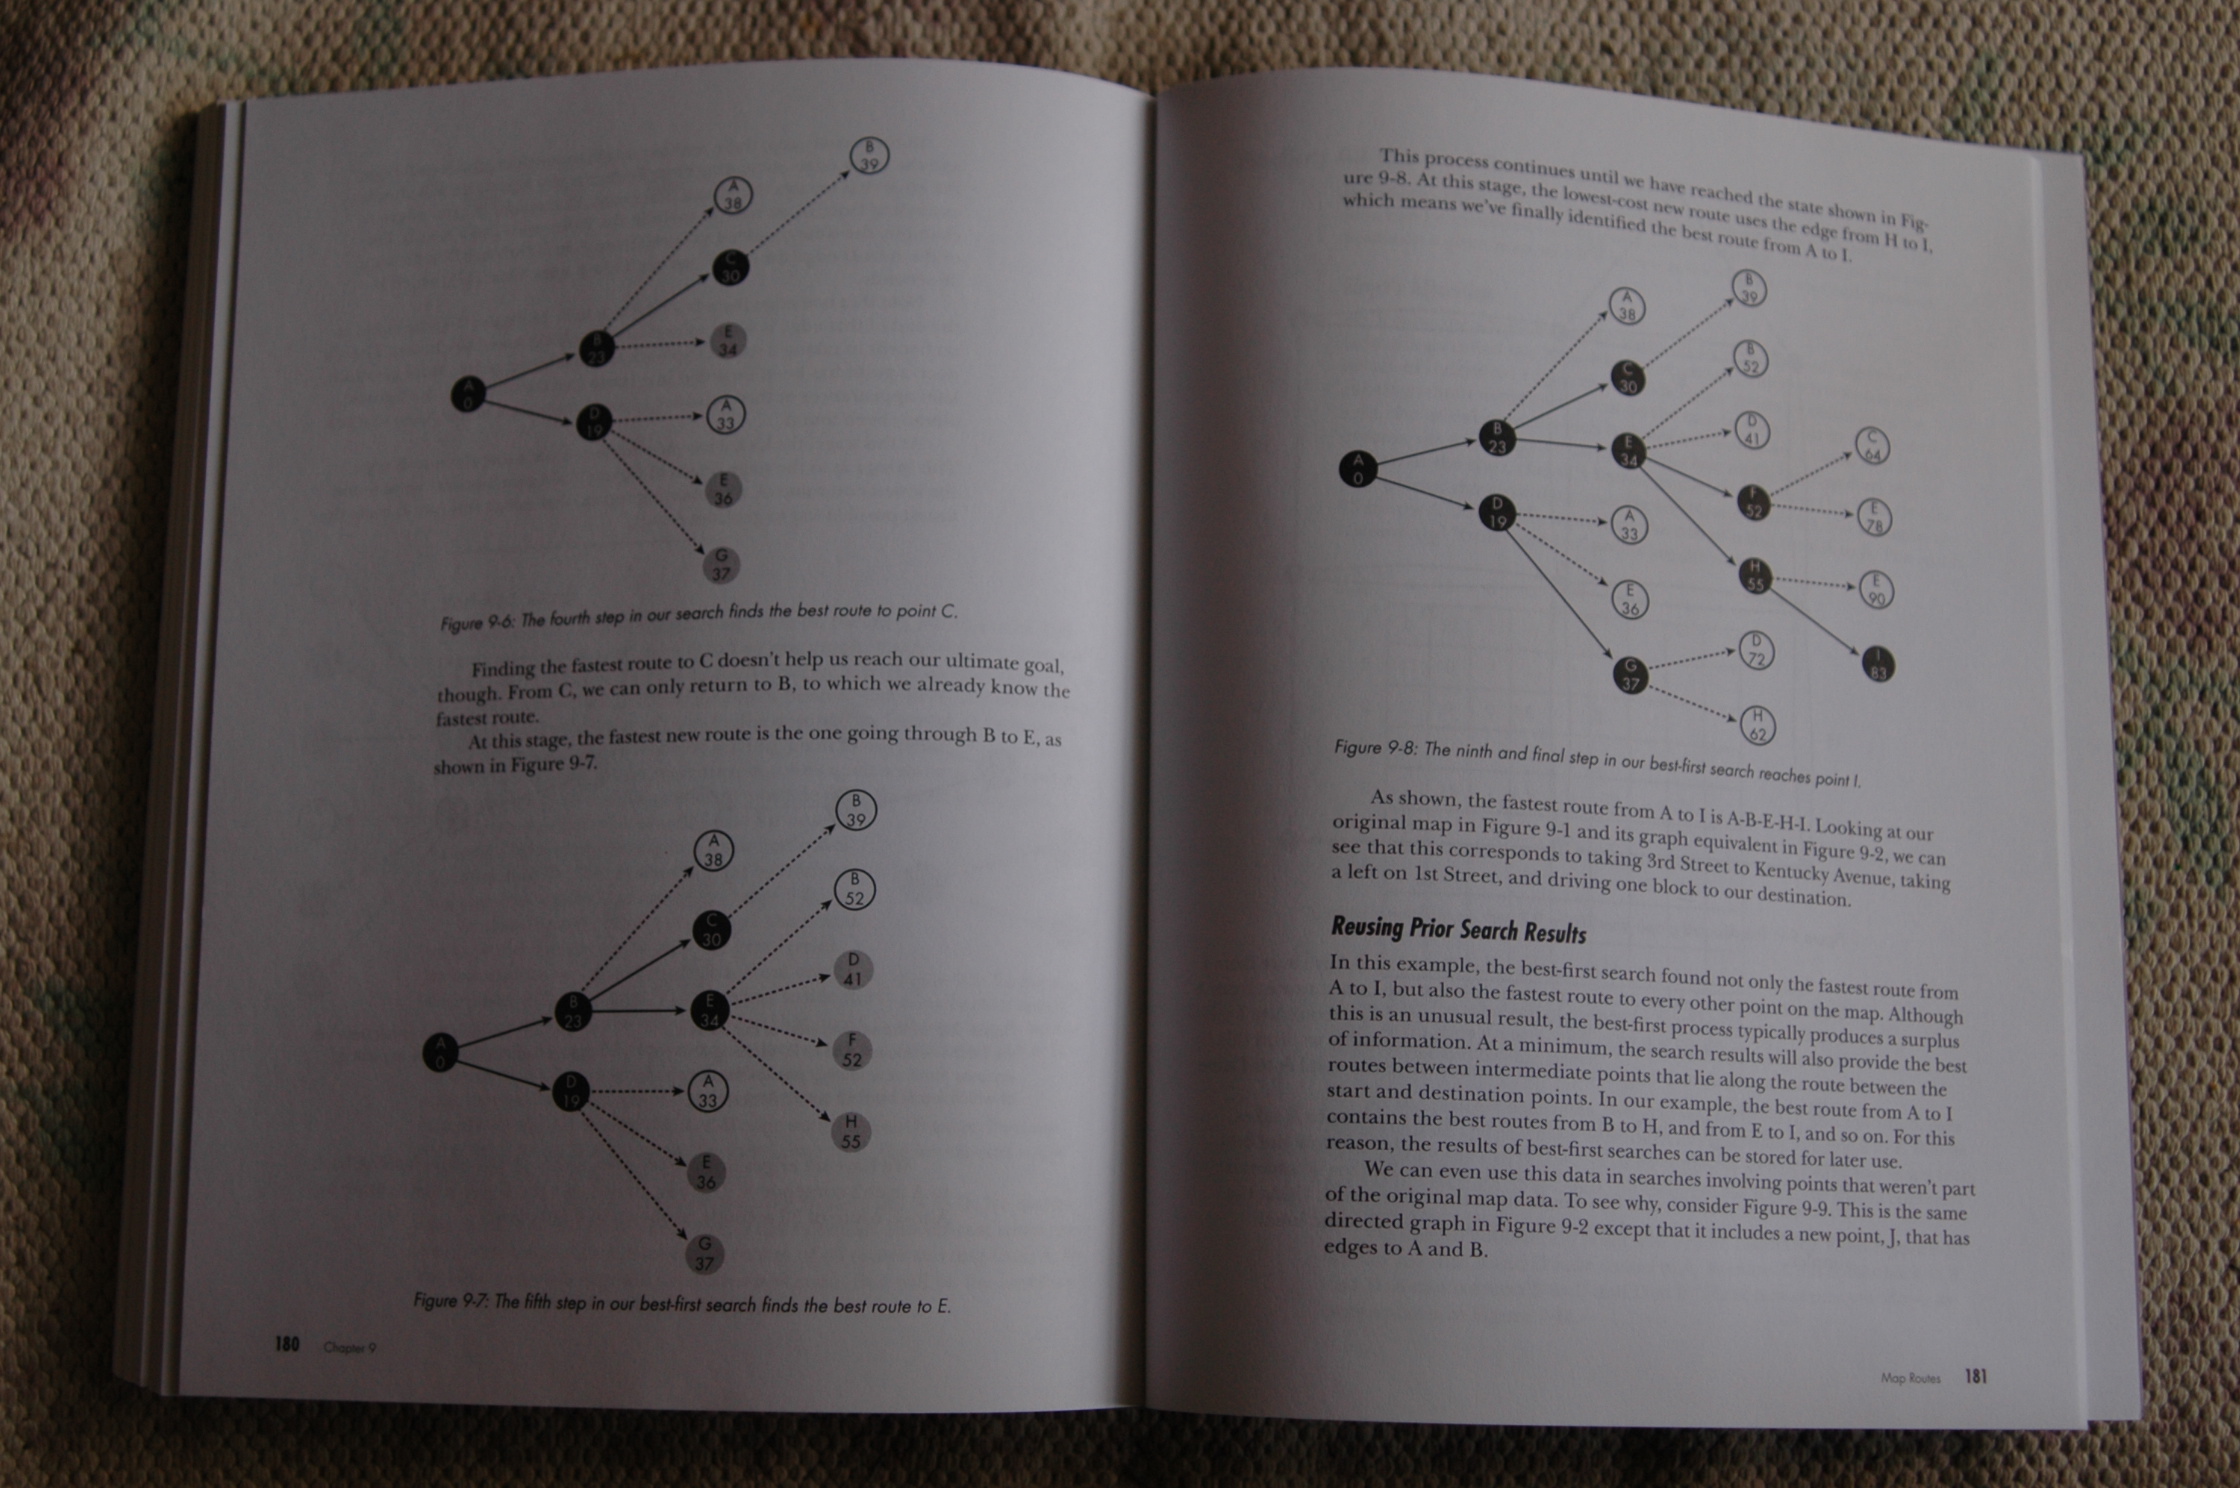 A
38
B
39
C
30
B
23
E
34
A
0
D
19
A
33
E
36
G
37
Figure 9-6: The fourth step in our search finds the best route to point C.
Finding the fastest route to C doesn't help us reach our ultimate goal,
though. From C, we can only return to B, to which we already know the
fastest route.
At this stage, the fastest new route is the one going through B to E, as
shown in Figure 9-7.
A
38
B
39
C
30
B
52
B
23
E
34
D
41
A
0
D
19
A
33
F
52
E
36
H
55
G
37
Figure 9-7: The fifth step in our best-first search finds the best route to E.
180 Chapter 9
This process continues until we have reached the state shown in Fig-
ure 9-8. At this stage, the lowest-cost new route uses the edge from H to I,
which means we've finally identified the best route from A to I.
A
38
B
39
C
30
B
52
B
23
E
34
D
41
C
64
A
0
D
19
A
33
F
52
E
78
E
36
H
55
E
90
G
37
D
72
I
83
H
62
Figure 9-8: The ninth and final step in our best-first search reaches point I.
As shown, the fastest route from A to I is A-B-E-H-I. Looking at our
original map in Figure 9-1 and its graph equivalent in Figure 9-2, we can
see that this corresponds to taking 3rd Street to Kentucky Avenue, taking
a left on 1st Street, and driving one block to our destination.
Reusing Prior Search Results
In this example, the best-first search found not only the fastest route from
A to I, but also the fastest route to every other point on the map. Although
this is an unusual result, the best-first process typically produces a surplus
of information. At a minimum, the search results will also provide the best
routes between intermediate points that lie along the route between the
start and destination points. In our example, the best route from A to I
contains the best routes from B to H, and from E to I, and so on. For this
reason, the results of best-first searches can be stored for later use.
We can even use this data in searches involving points that weren't part
of the original map data. To see why, consider Figure 9-9. This is the same
directed graph in Figure 9-2 except that it includes a new point, J, that has
edges to A and B.
Map Routes 181